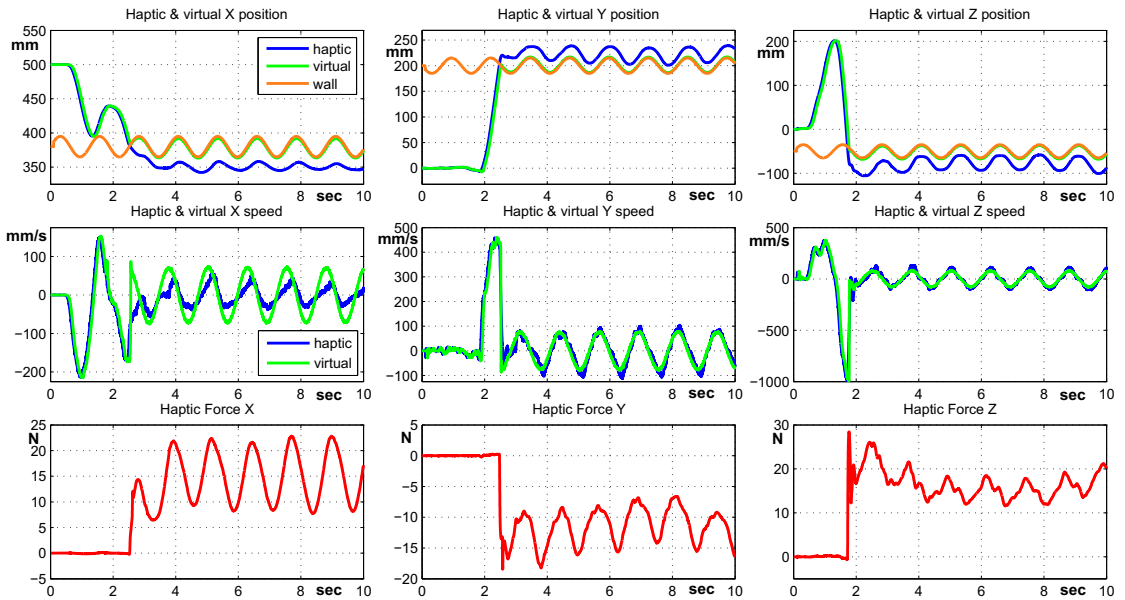 Haptic & virtual X position
550
mm
500
450
400
350
0 2 4 6 8 10
sec
haptic
virtual
wall
Haptic & virtual Y position
250
mm
200
150
100
50
0
0 2 4 6 8 10
sec
Haptic & virtual Z position
200
mm
100
0
−100
0 2 4 6 8 10
sec
Haptic & virtual X speed
mm/s
100
0
−100
−200
0 2 4 6 8 10
sec
haptic
virtual
Haptic & virtual Y speed
500
mm/s
400
300
200
100
0
−100
0 2 4 6 8 10
sec
Haptic & virtual Z speed
500
mm/s
0
−500
−1000
0 2 4 6 8 10
sec
Haptic Force X
25
N
20
15
10
5
0
−5
0 2 4 6 8 10
sec
Haptic Force Y
5
N
0
−5
−10
−15
−20
0 2 4 6 8 10
sec
Haptic Force Z
30
N
20
10
0
0 2 4 6 8 10
sec